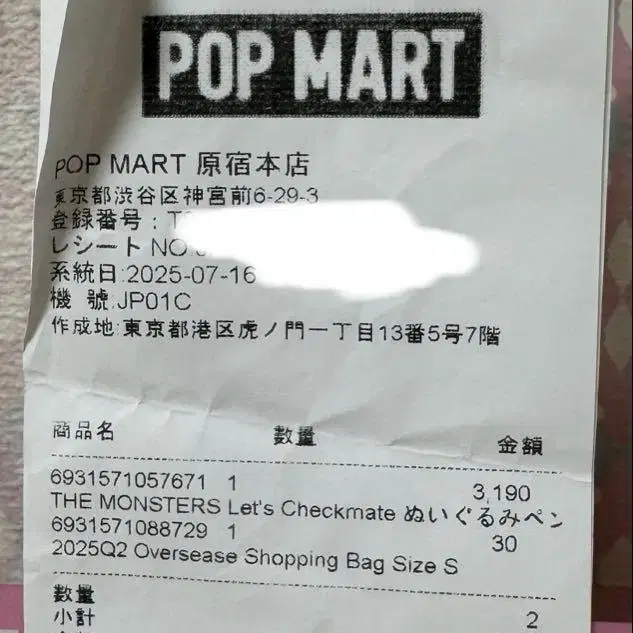 POP MART
POP MART 原宿本店
東京都渋谷区神宮前6-29-3
登録番号：T
レシート NO
系統日:2025-07-16
機 號:JP01C
作成地:東京都港区虎ノ門一丁目13番5号7階
商品名 數量 金額
6931571057671 1 3,190
THE MONSTERS Let's Checkmate ぬいぐるみペン
6931571088729 1 30
2025Q2 Oversease Shopping Bag Size S
數量
小計 2